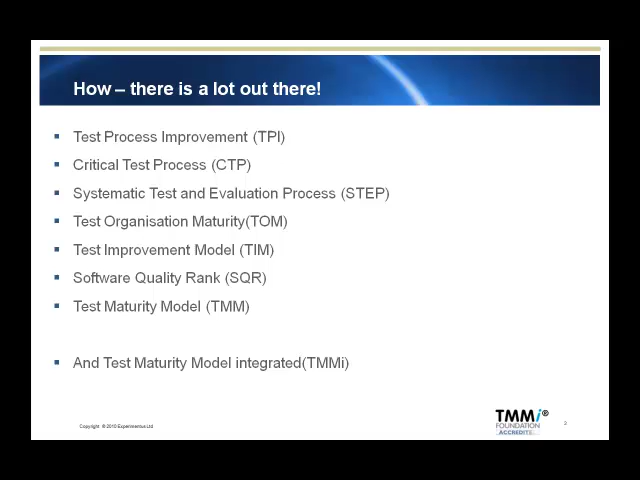 How – there is a lot out there!
Test Process Improvement (TPI)
Critical Test Process (CTP)
Systematic Test and Evaluation Process (STEP)
Test Organisation Maturity(TOM)
Test Improvement Model (TIM)
Software Quality Rank (SQR)
Test Maturity Model (TMM)
And Test Maturity Model integrated(TMMi)
Copyright © 2010 Experimentus Ltd
TMMi®
FOUNDATION